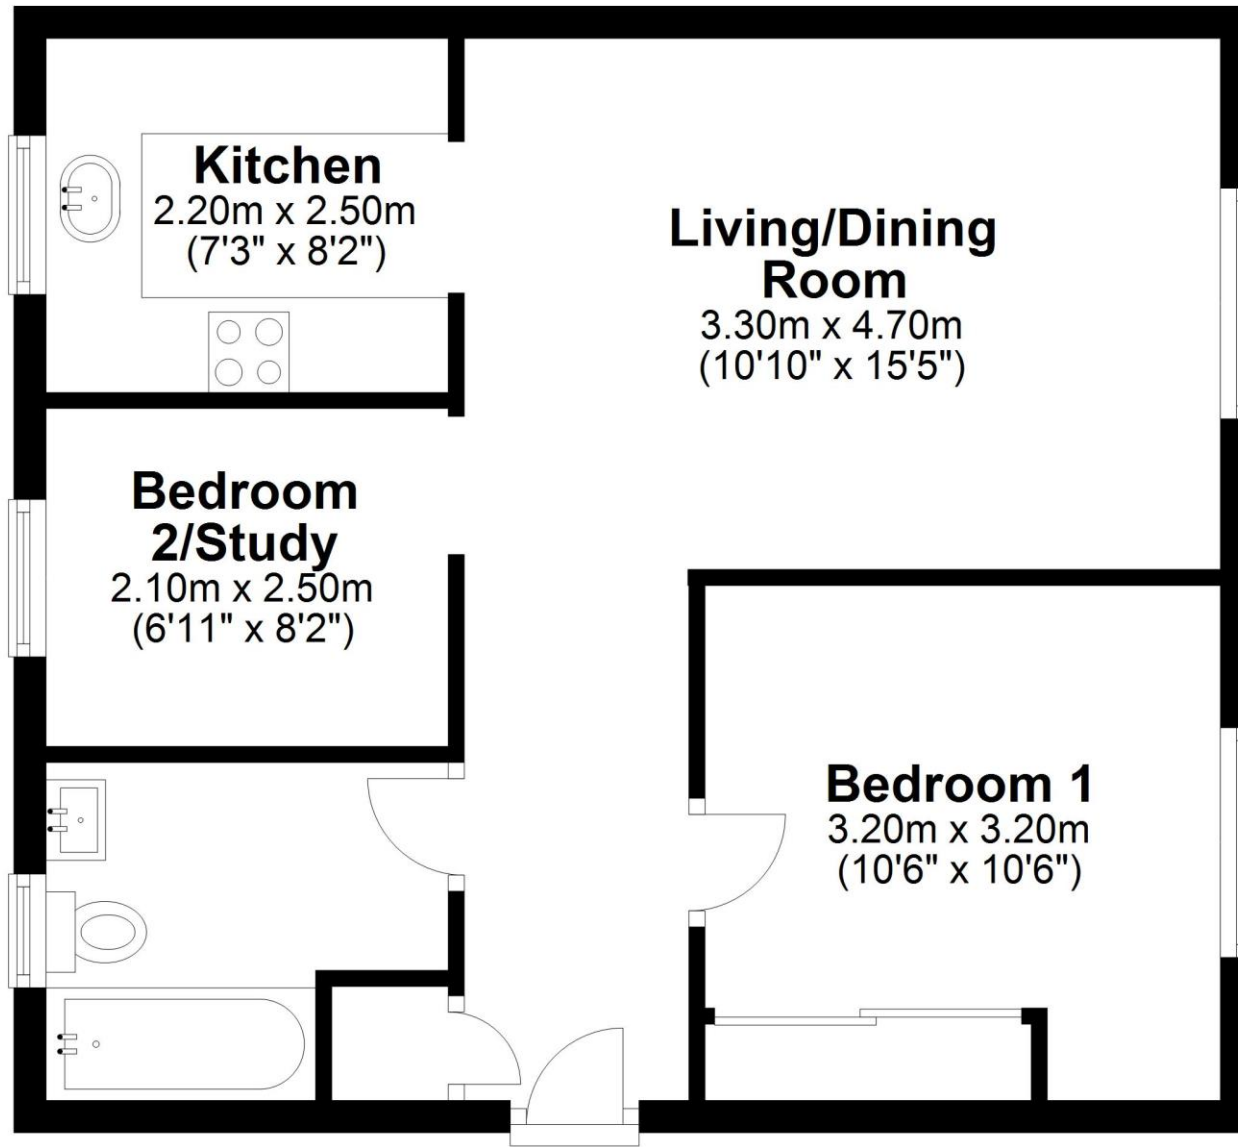 Kitchen
2.20m x 2.50m
(7'3" x 8'2")
Living/Dining
Room
3.30m x 4.70m
(10'10" x 15'5")
Bedroom
2/Study
2.10m x 2.50m
(6'11" x 8'2")
Bedroom 1
3.20m x 3.20m
(10'6" x 10'6")